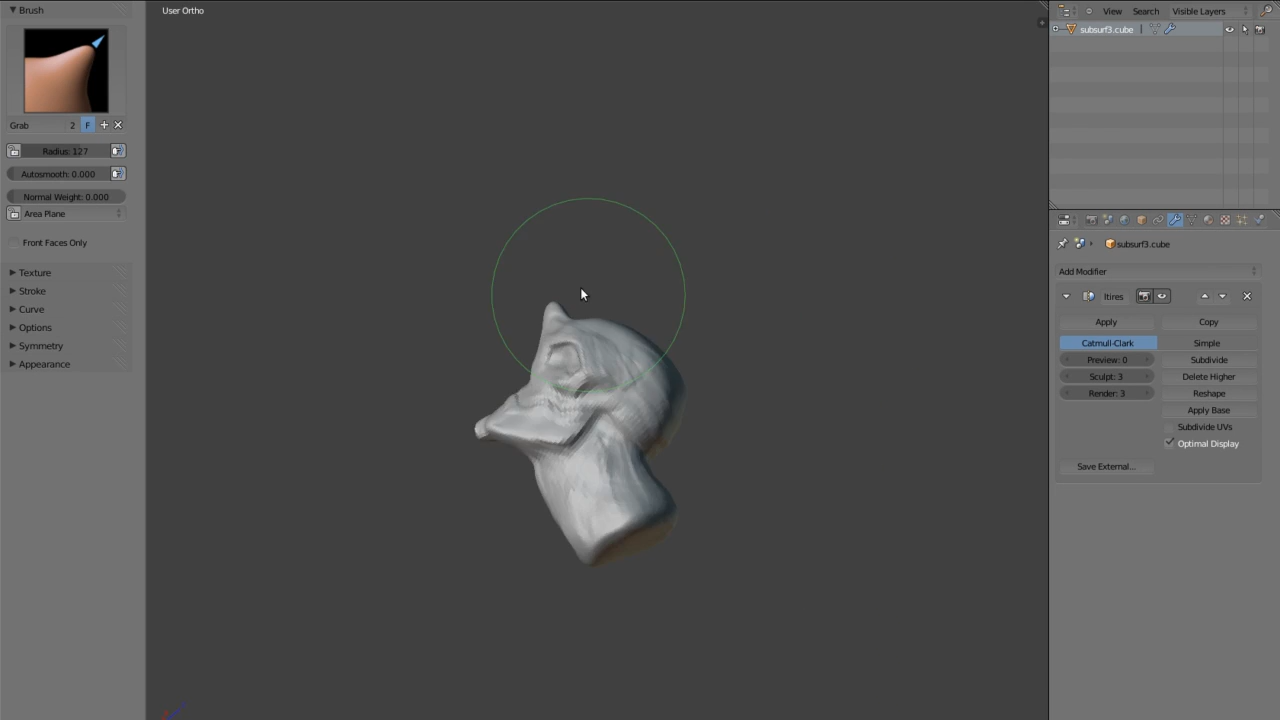 Brush
Grab 2 F
Radius: 127
Autosmooth: 0.000
Normal Weight: 0.000
Area Plane
Front Faces Only
Texture
Stroke
Curve
Options
Symmetry
Appearance
User Ortho
View Search Visible Layers
subsurf3.cube
subsurf3.cube
Add Modifier
ltires
Apply Copy
Catmull-Clark Simple
Preview: 0 Subdivide
Sculpt: 3 Delete Higher
Render: 3 Reshape
Apply Base
Subdivide UVs
Optimal Display
Save External...